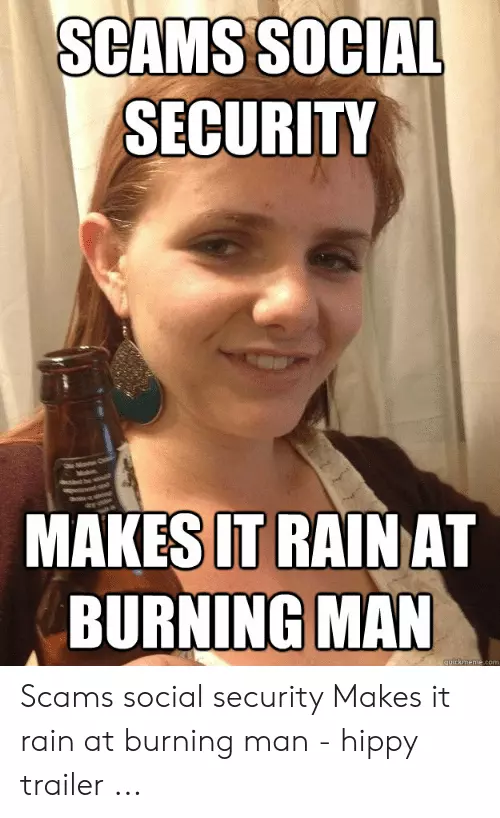 SCAMS SOCIAL
SECURITY
MAKES IT RAIN AT
BURNING MAN
quickmeme.com
Scams social security Makes it
rain at burning man - hippy
trailer ...